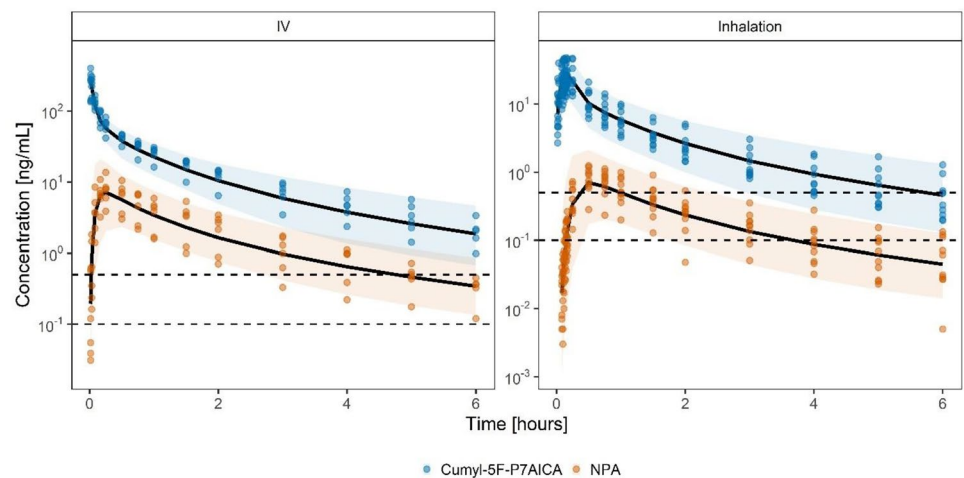 IV
Inhalation
Concentration [ng/mL]
10²
10¹
10⁰
10⁻¹
10¹
10⁰
10⁻¹
10⁻²
10⁻³
0 2 4 6
0 2 4 6
Time [hours]
Cumyl-5F-P7AICA NPA